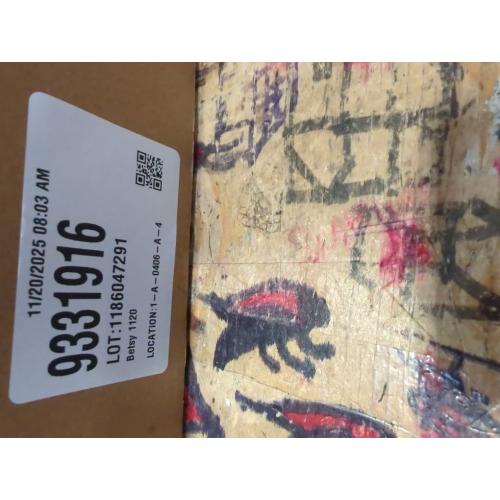 11/20/2025 08:03 AM
9331916
LOT:1186047291
Betsy 1120
LOCATION:1-A-0406-A-4